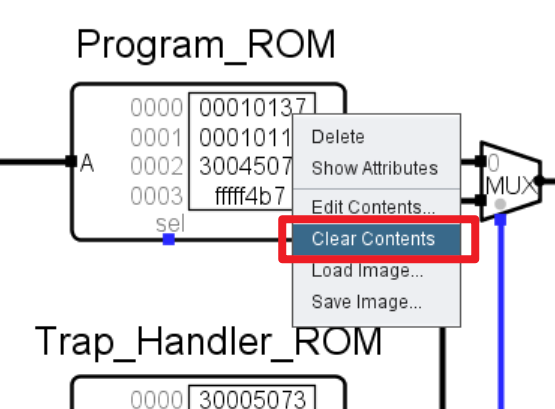 Program_ROM
0000 00010137
0001 0001011
A 0002 3004507
0003 fffff4b7
sel
Delete
Show Attributes
Edit Contents...
Clear Contents
Load Image...
Save Image...
0
MUX
Trap_Handler_ROM
0000 30005073